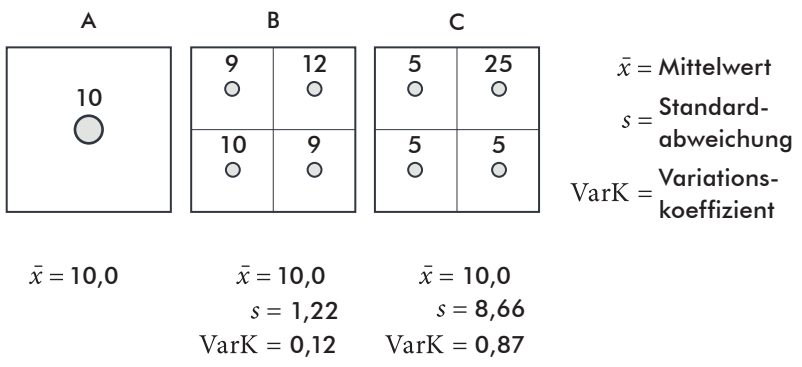 A B C
10
9 12
10 9
5 25
5 5
x̄ = Mittelwert
s = Standard-
abweichung
VarK = Variations-
koeffizient
x̄ = 10,0
x̄ = 10,0
s = 1,22
VarK = 0,12
x̄ = 10,0
s = 8,66
VarK = 0,87